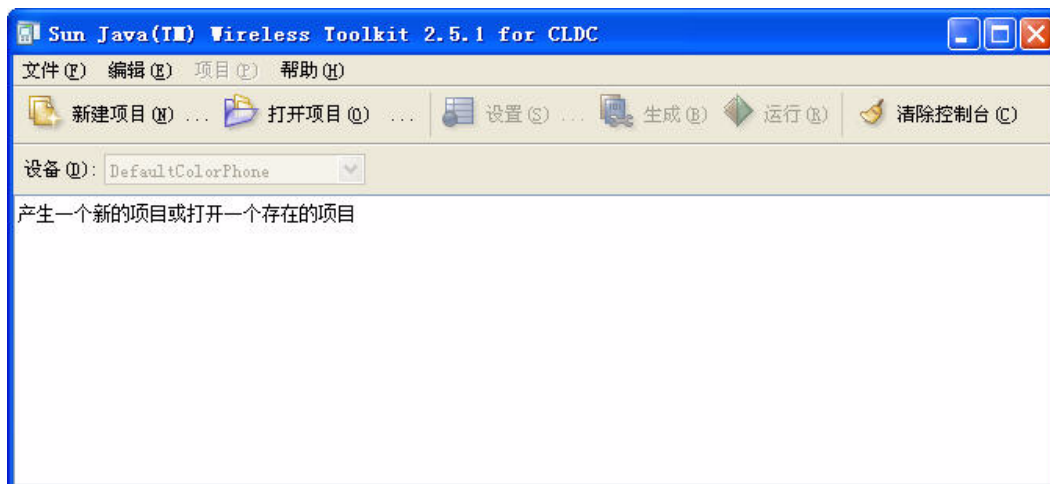 Sun Java(TM) Wireless Toolkit 2.5.1 for CLDC
文件(F) 编辑(E) 项目(P) 帮助(H)
新建项目(N) ... 打开项目(O) ... 设置(S) ... 生成(B) 运行(R) 清除控制台(C)
设备(D): DefaultColorPhone
产生一个新的项目或打开一个存在的项目